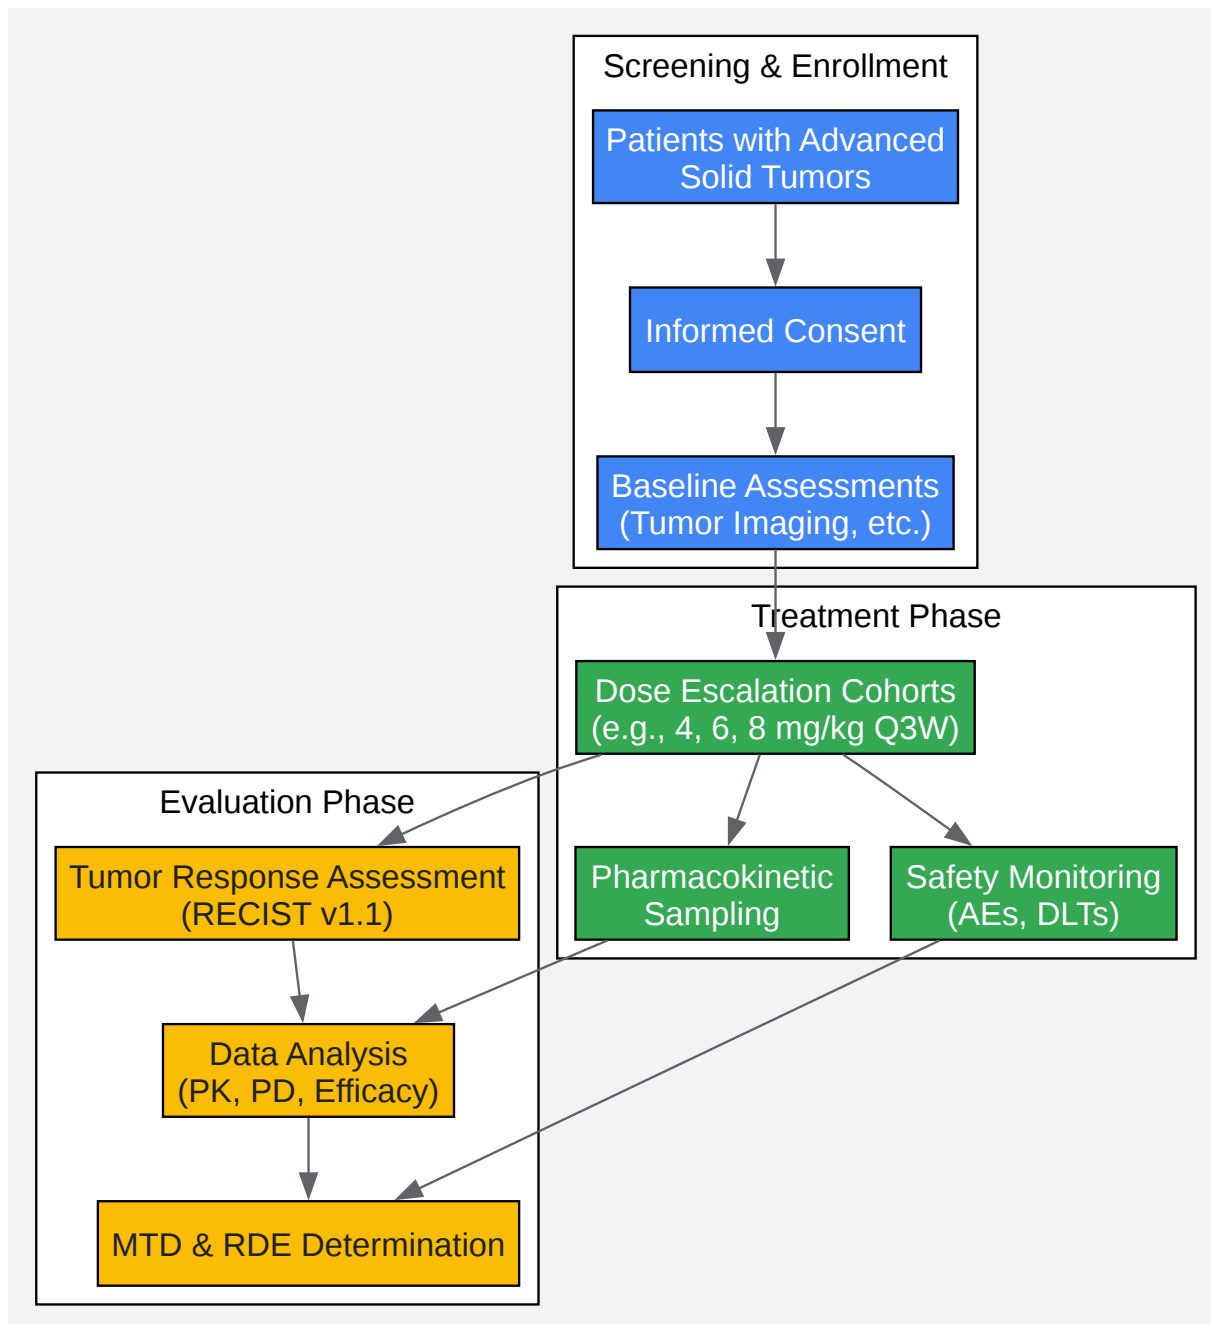 Screening & Enrollment
Patients with Advanced
Solid Tumors
Informed Consent
Baseline Assessments
(Tumor Imaging, etc.)
Treatment Phase
Dose Escalation Cohorts
(e.g., 4, 6, 8 mg/kg Q3W)
Evaluation Phase
Tumor Response Assessment
(RECIST v1.1)
Pharmacokinetic
Sampling
Safety Monitoring
(AEs, DLTs)
Data Analysis
(PK, PD, Efficacy)
MTD & RDE Determination